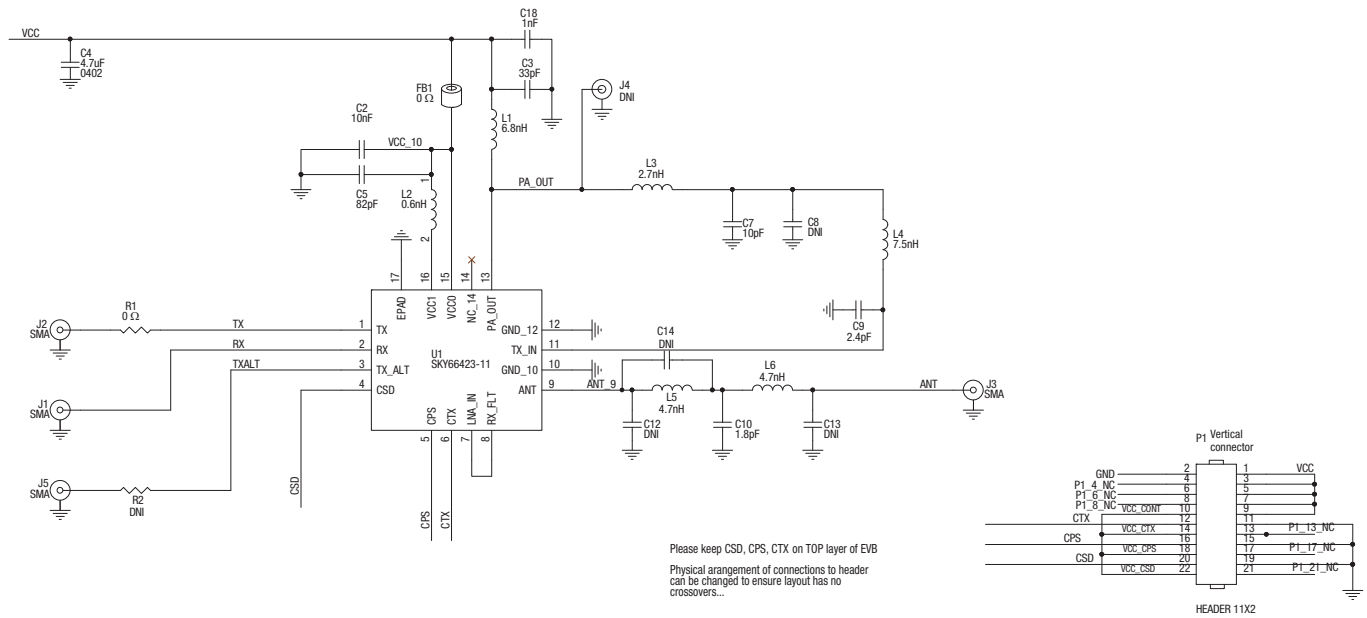 VCC
C4
4.7uF
0402
C18
1nF
C3
33pF
FB1
0 Ω
J4
DNI
L1
6.8nH
C2
10nF
VCC_10
C5
82pF
1
L2
0.6nH
2
PA_OUT
L3
2.7nH
C7
10pF
C8
DNI
L4
7.5nH
C9
2.4pF
17
16
15
14
13
EPAD
VCC1
VCC0
NC_14
PA_OUT
J2
SMA
R1
0 Ω
TX
1
TX
RX
2
RX
TXALT
3
TX_ALT
4
CSD
U1
SKY66423-11
GND_12
12
TX_IN
11
GND_10
10
ANT
9
ANT_9
CPS
CTX
LNA_IN
RX_FLT
5
6
7
8
J1
SMA
J5
SMA
R2
DNI
CSD
CPS
CTX
C14
DNI
L5
4.7nH
L6
4.7nH
C12
DNI
C10
1.8pF
C13
DNI
ANT
J3
SMA
Please keep CSD, CPS, CTX on TOP layer of EVB
Physical arangement of connections to header
can be changed to ensure layout has no
crossovers...
P1 Vertical
connector
GND 2 1 VCC
4 3
P1_4_NC 6 5
P1_6_NC 8 7
P1_8_NC 10 9
VCC_CONT
CTX 12 11
VCC_CTX 14 13 P1_13_NC
CPS 16 15
VCC_CPS 18 17 P1_17_NC
CSD 20 19
VCC_CSD 22 21 P1_21_NC
HEADER 11X2